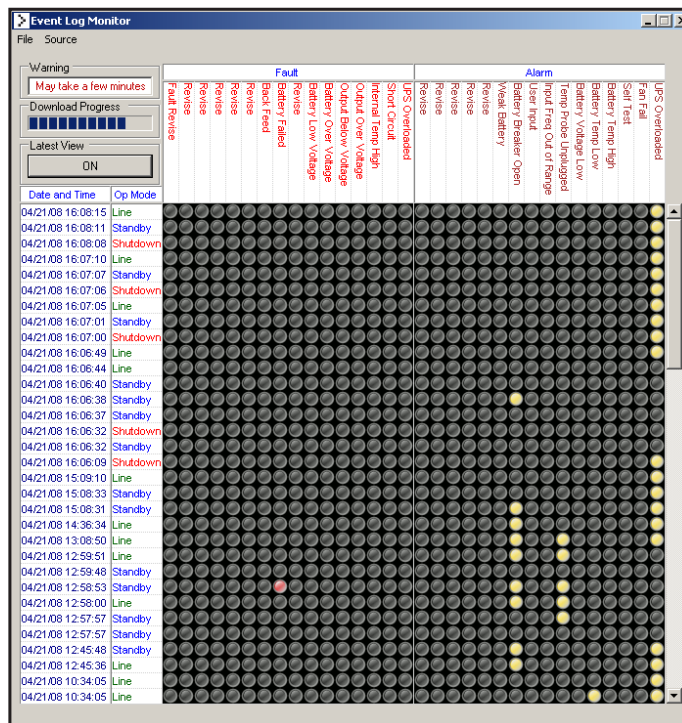 Event Log Monitor
File Source
Warning
May take a few minutes
Download Progress
Latest View
ON
Fault
Alarm
Fault Revise
Revise
Revise
Revise
Revise
Revise
Back Feed
Battery Failed
Revise
Battery Low Voltage
Battery Over Voltage
Output Below Voltage
Output Over Voltage
Internal Temp High
Short Circuit
UPS Overloaded
Revise
Revise
Revise
Revise
Revise
Weak Battery
Battery Breaker Open
User Input
Input Freq Out of Range
Temp Probe Unplugged
Battery Voltage Low
Battery Temp Low
Battery Temp High
Self Test
Fan Fail
UPS Overloaded
Date and Time Op Mode
04/21/08 16:08:15 Line
04/21/08 16:08:11 Standby
04/21/08 16:08:08 Shutdown
04/21/08 16:07:10 Line
04/21/08 16:07:07 Standby
04/21/08 16:07:06 Shutdown
04/21/08 16:07:05 Line
04/21/08 16:07:01 Standby
04/21/08 16:07:00 Shutdown
04/21/08 16:06:49 Line
04/21/08 16:06:44 Line
04/21/08 16:06:40 Standby
04/21/08 16:06:38 Standby
04/21/08 16:06:37 Standby
04/21/08 16:06:32 Shutdown
04/21/08 16:06:32 Standby
04/21/08 16:06:09 Shutdown
04/21/08 15:09:10 Line
04/21/08 15:08:33 Standby
04/21/08 15:08:31 Standby
04/21/08 14:36:34 Line
04/21/08 13:08:50 Line
04/21/08 12:59:51 Line
04/21/08 12:59:48 Standby
04/21/08 12:58:53 Standby
04/21/08 12:58:00 Line
04/21/08 12:57:57 Standby
04/21/08 12:57:57 Standby
04/21/08 12:45:48 Standby
04/21/08 12:45:36 Line
04/21/08 10:34:05 Line
04/21/08 10:34:05 Line